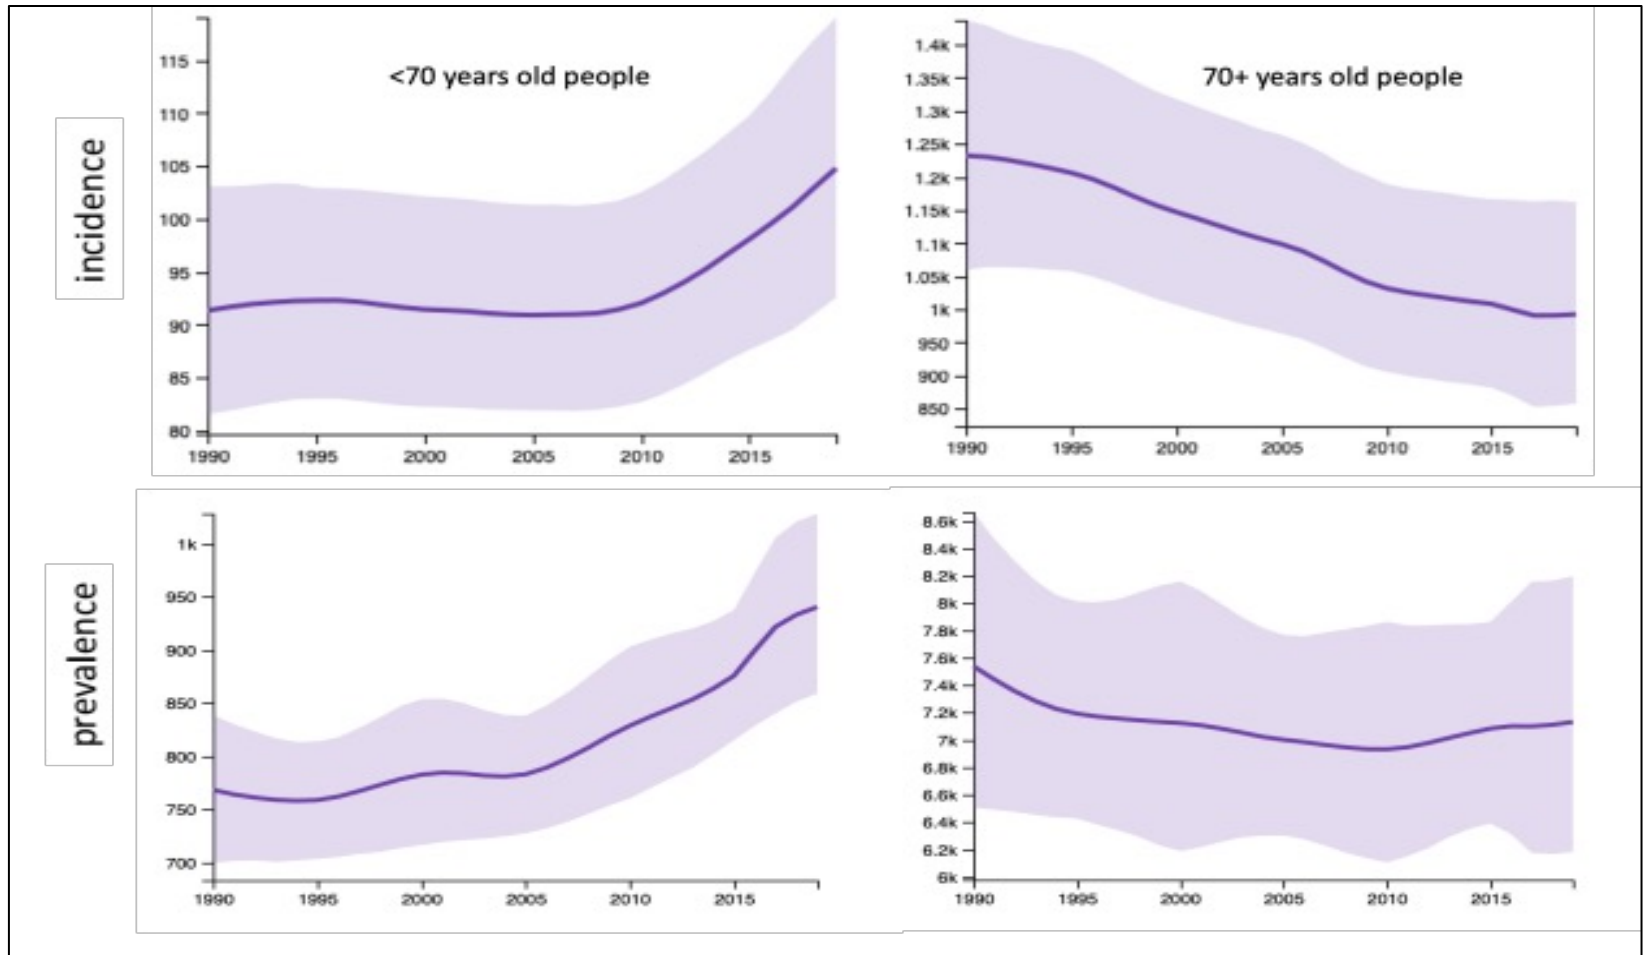 <70 years old people
70+ years old people
incidence
115
110
105
100
95
90
85
80
1990 1995 2000 2005 2010 2015
1.4k
1.35k
1.3k
1.25k
1.2k
1.15k
1.1k
1.05k
1k
950
900
850
1990 1995 2000 2005 2010 2015
prevalence
1k
950
900
850
800
750
700
1990 1995 2000 2005 2010 2015
8.6k
8.4k
8.2k
8k
7.8k
7.6k
7.4k
7.2k
7k
6.8k
6.6k
6.4k
6.2k
6k
1990 1995 2000 2005 2010 2015